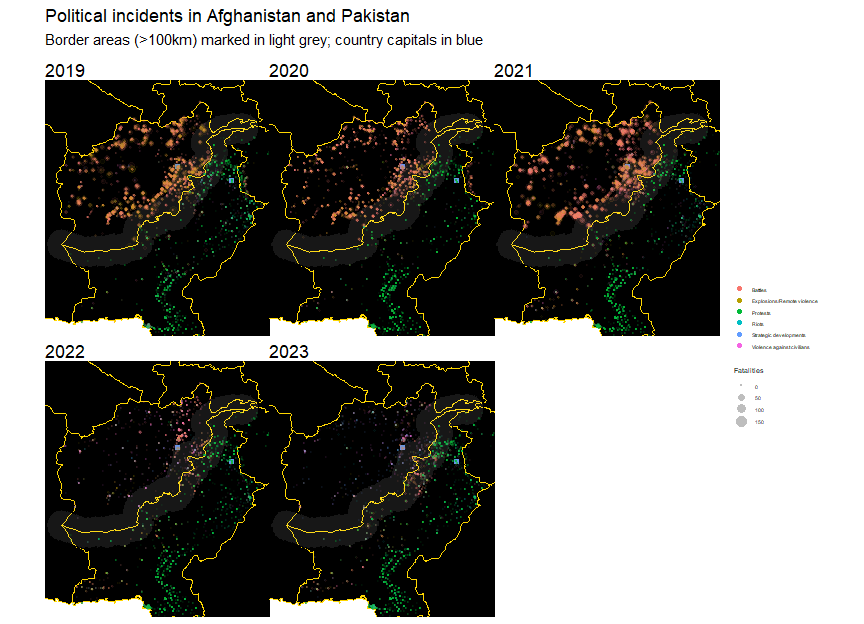 Political incidents in Afghanistan and Pakistan
Border areas (>100km) marked in light grey; country capitals in blue
2019
2020
2021
Battles
Explosions/Remote violence
Protests
Riots
Strategic developments
Violence against civilians
Fatalities
0
50
100
150
2022
2023